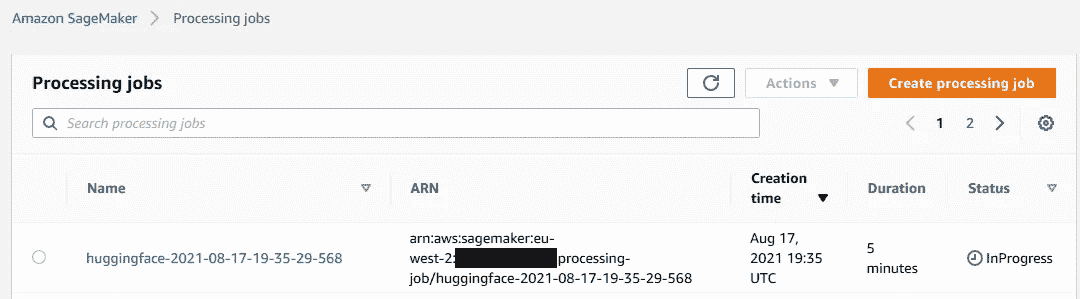 Amazon SageMaker > Processing jobs
Processing jobs
Actions
Create processing job
Search processing jobs
1 2
Name
ARN
Creation
time
Duration
Status
huggingface-2021-08-17-19-35-29-568
arn:aws:sagemaker:eu-
west-2: processing-
job/huggingface-2021-08-17-19-35-29-568
Aug 17,
2021 19:35
UTC
5
minutes
InProgress